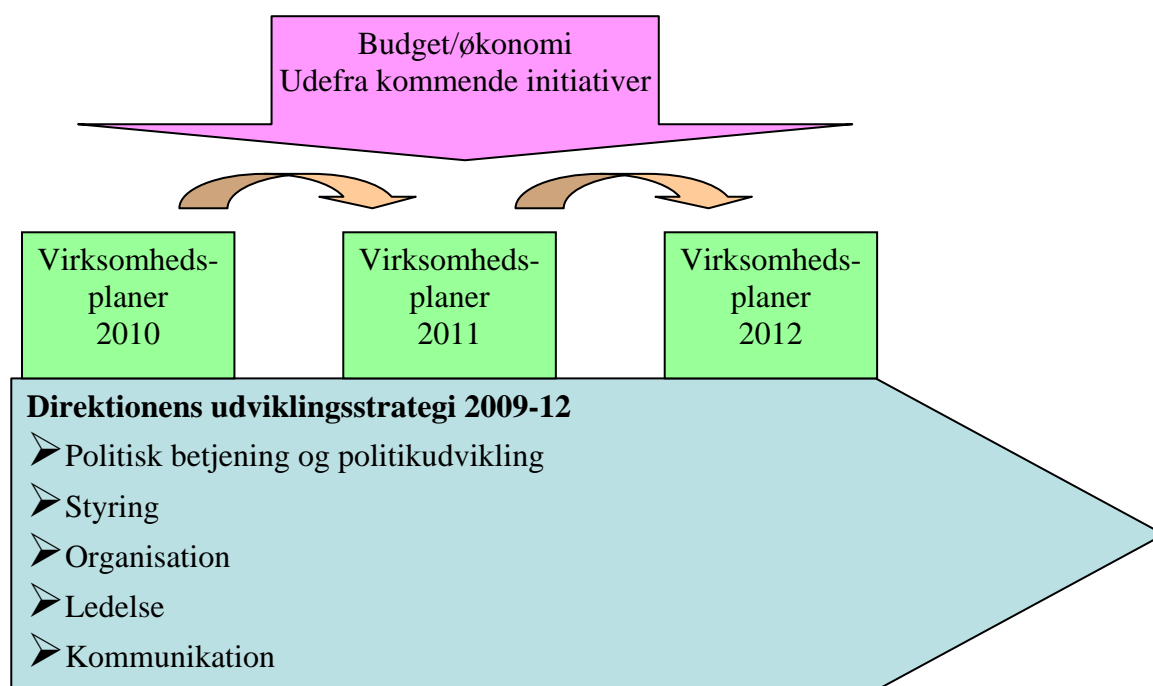 Budget/økonomi
Udefra kommende initiativer
Virksomheds-
planer
2010
Virksomheds-
planer
2011
Virksomheds-
planer
2012
Direktionens udviklingsstrategi 2009-12
➢Politisk betjening og politikudvikling
➢Styring
➢Organisation
➢Ledelse
➢Kommunikation